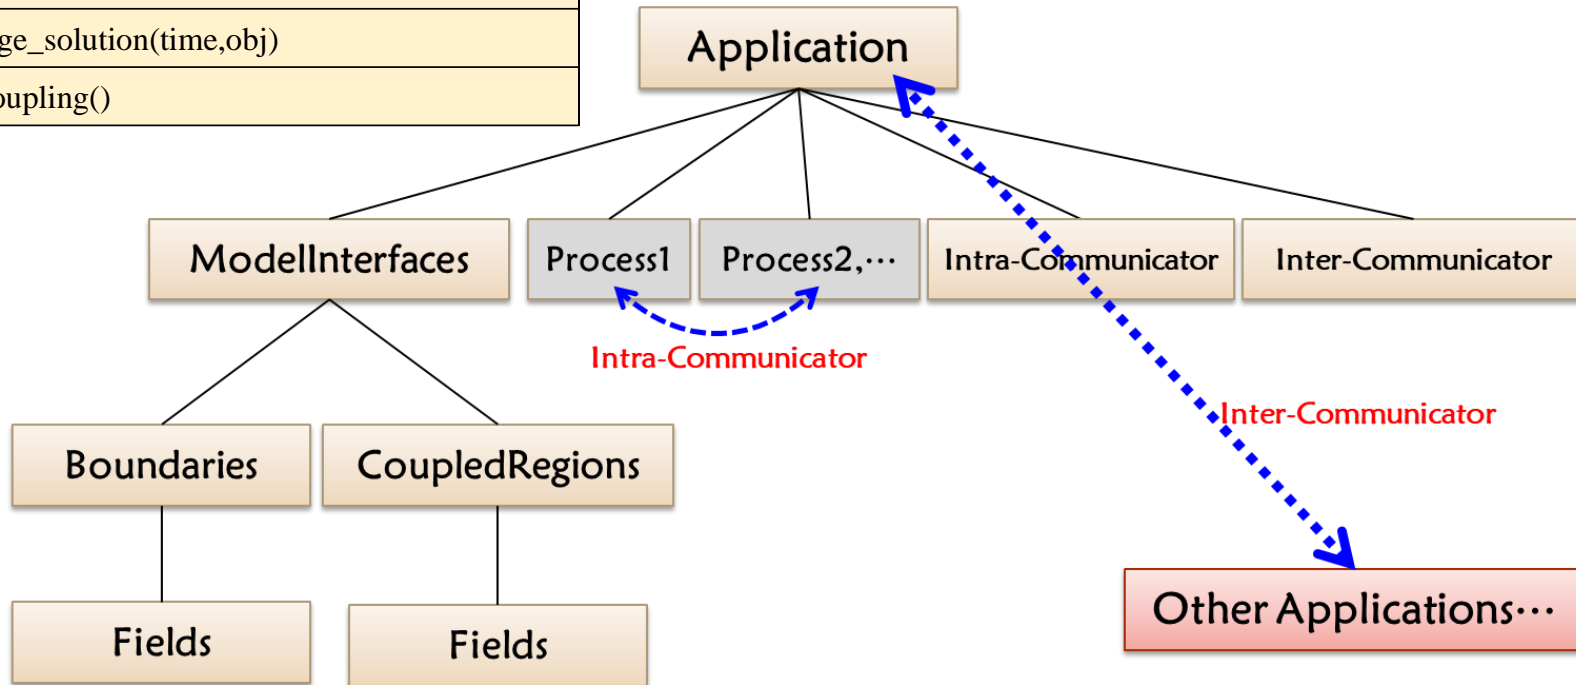 ge_solution(time,obj)
oupling()
Application
ModelInterfaces
Process1
Process2,⋯
Intra-Communicator
Inter-Communicator
Intra-Communicator
Inter-Communicator
Boundaries
CoupledRegions
Fields
Fields
Other Applications⋯